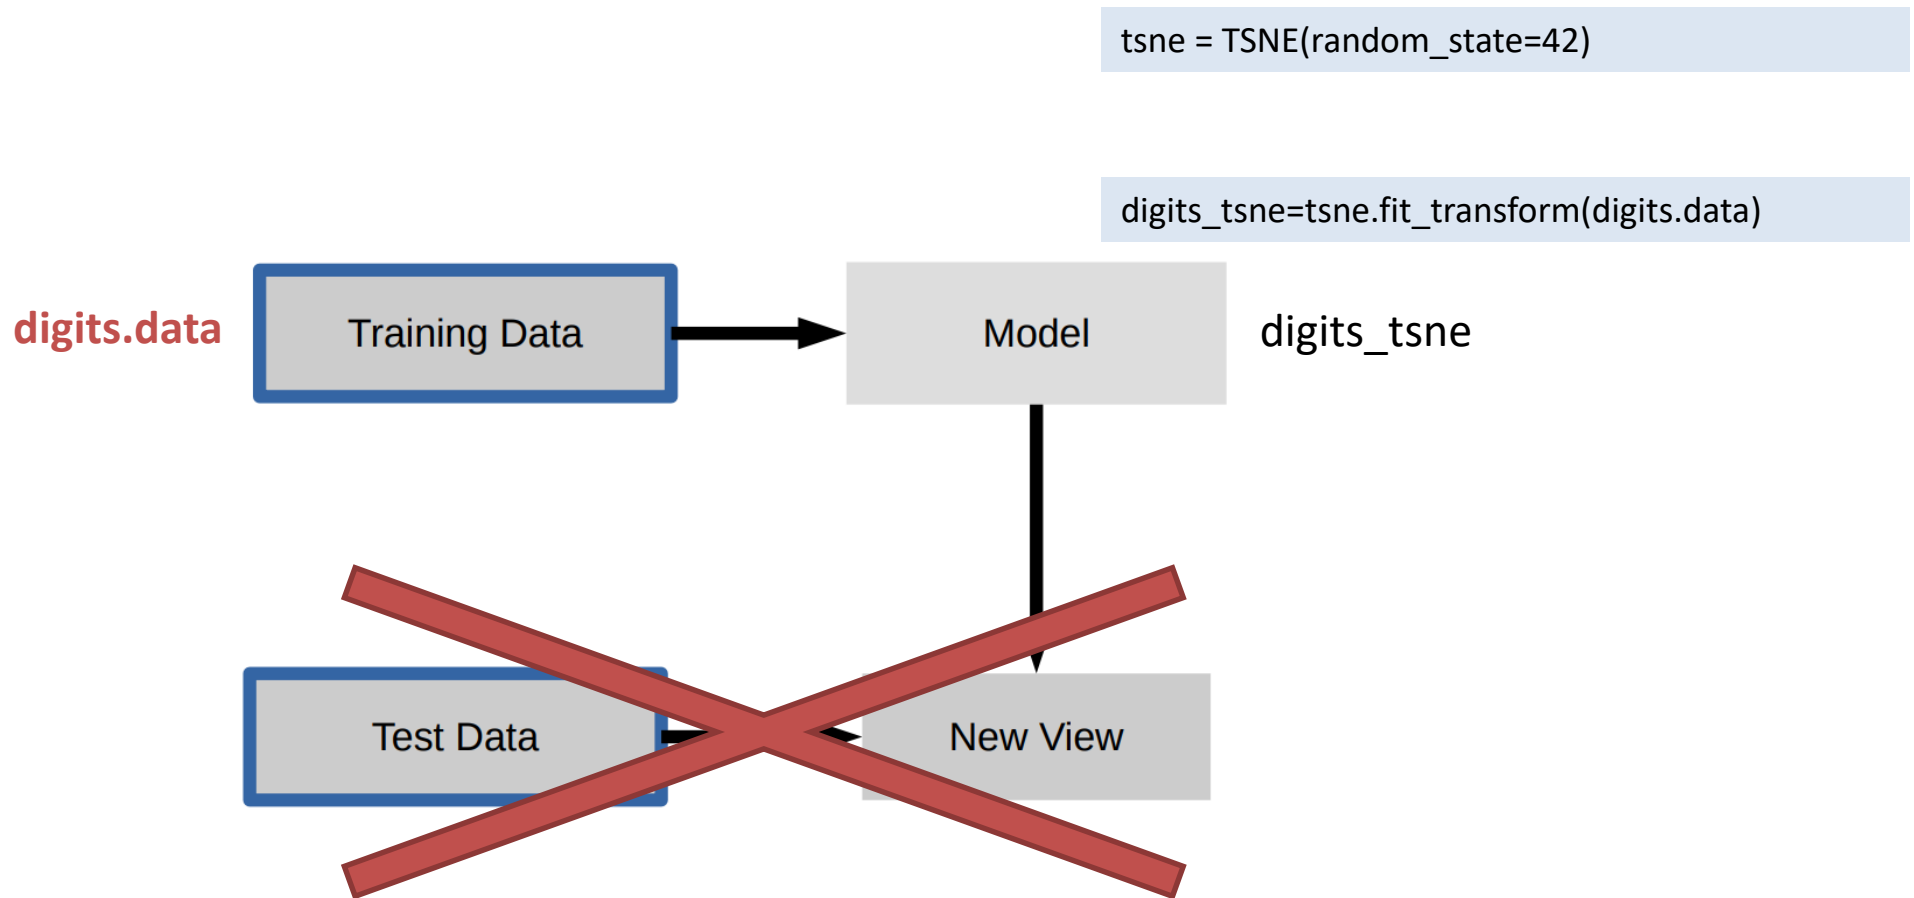 tsne = TSNE(random_state=42)
digits_tsne=tsne.fit_transform(digits.data)
digits.data
Training Data
Model
digits_tsne
Test Data
New View